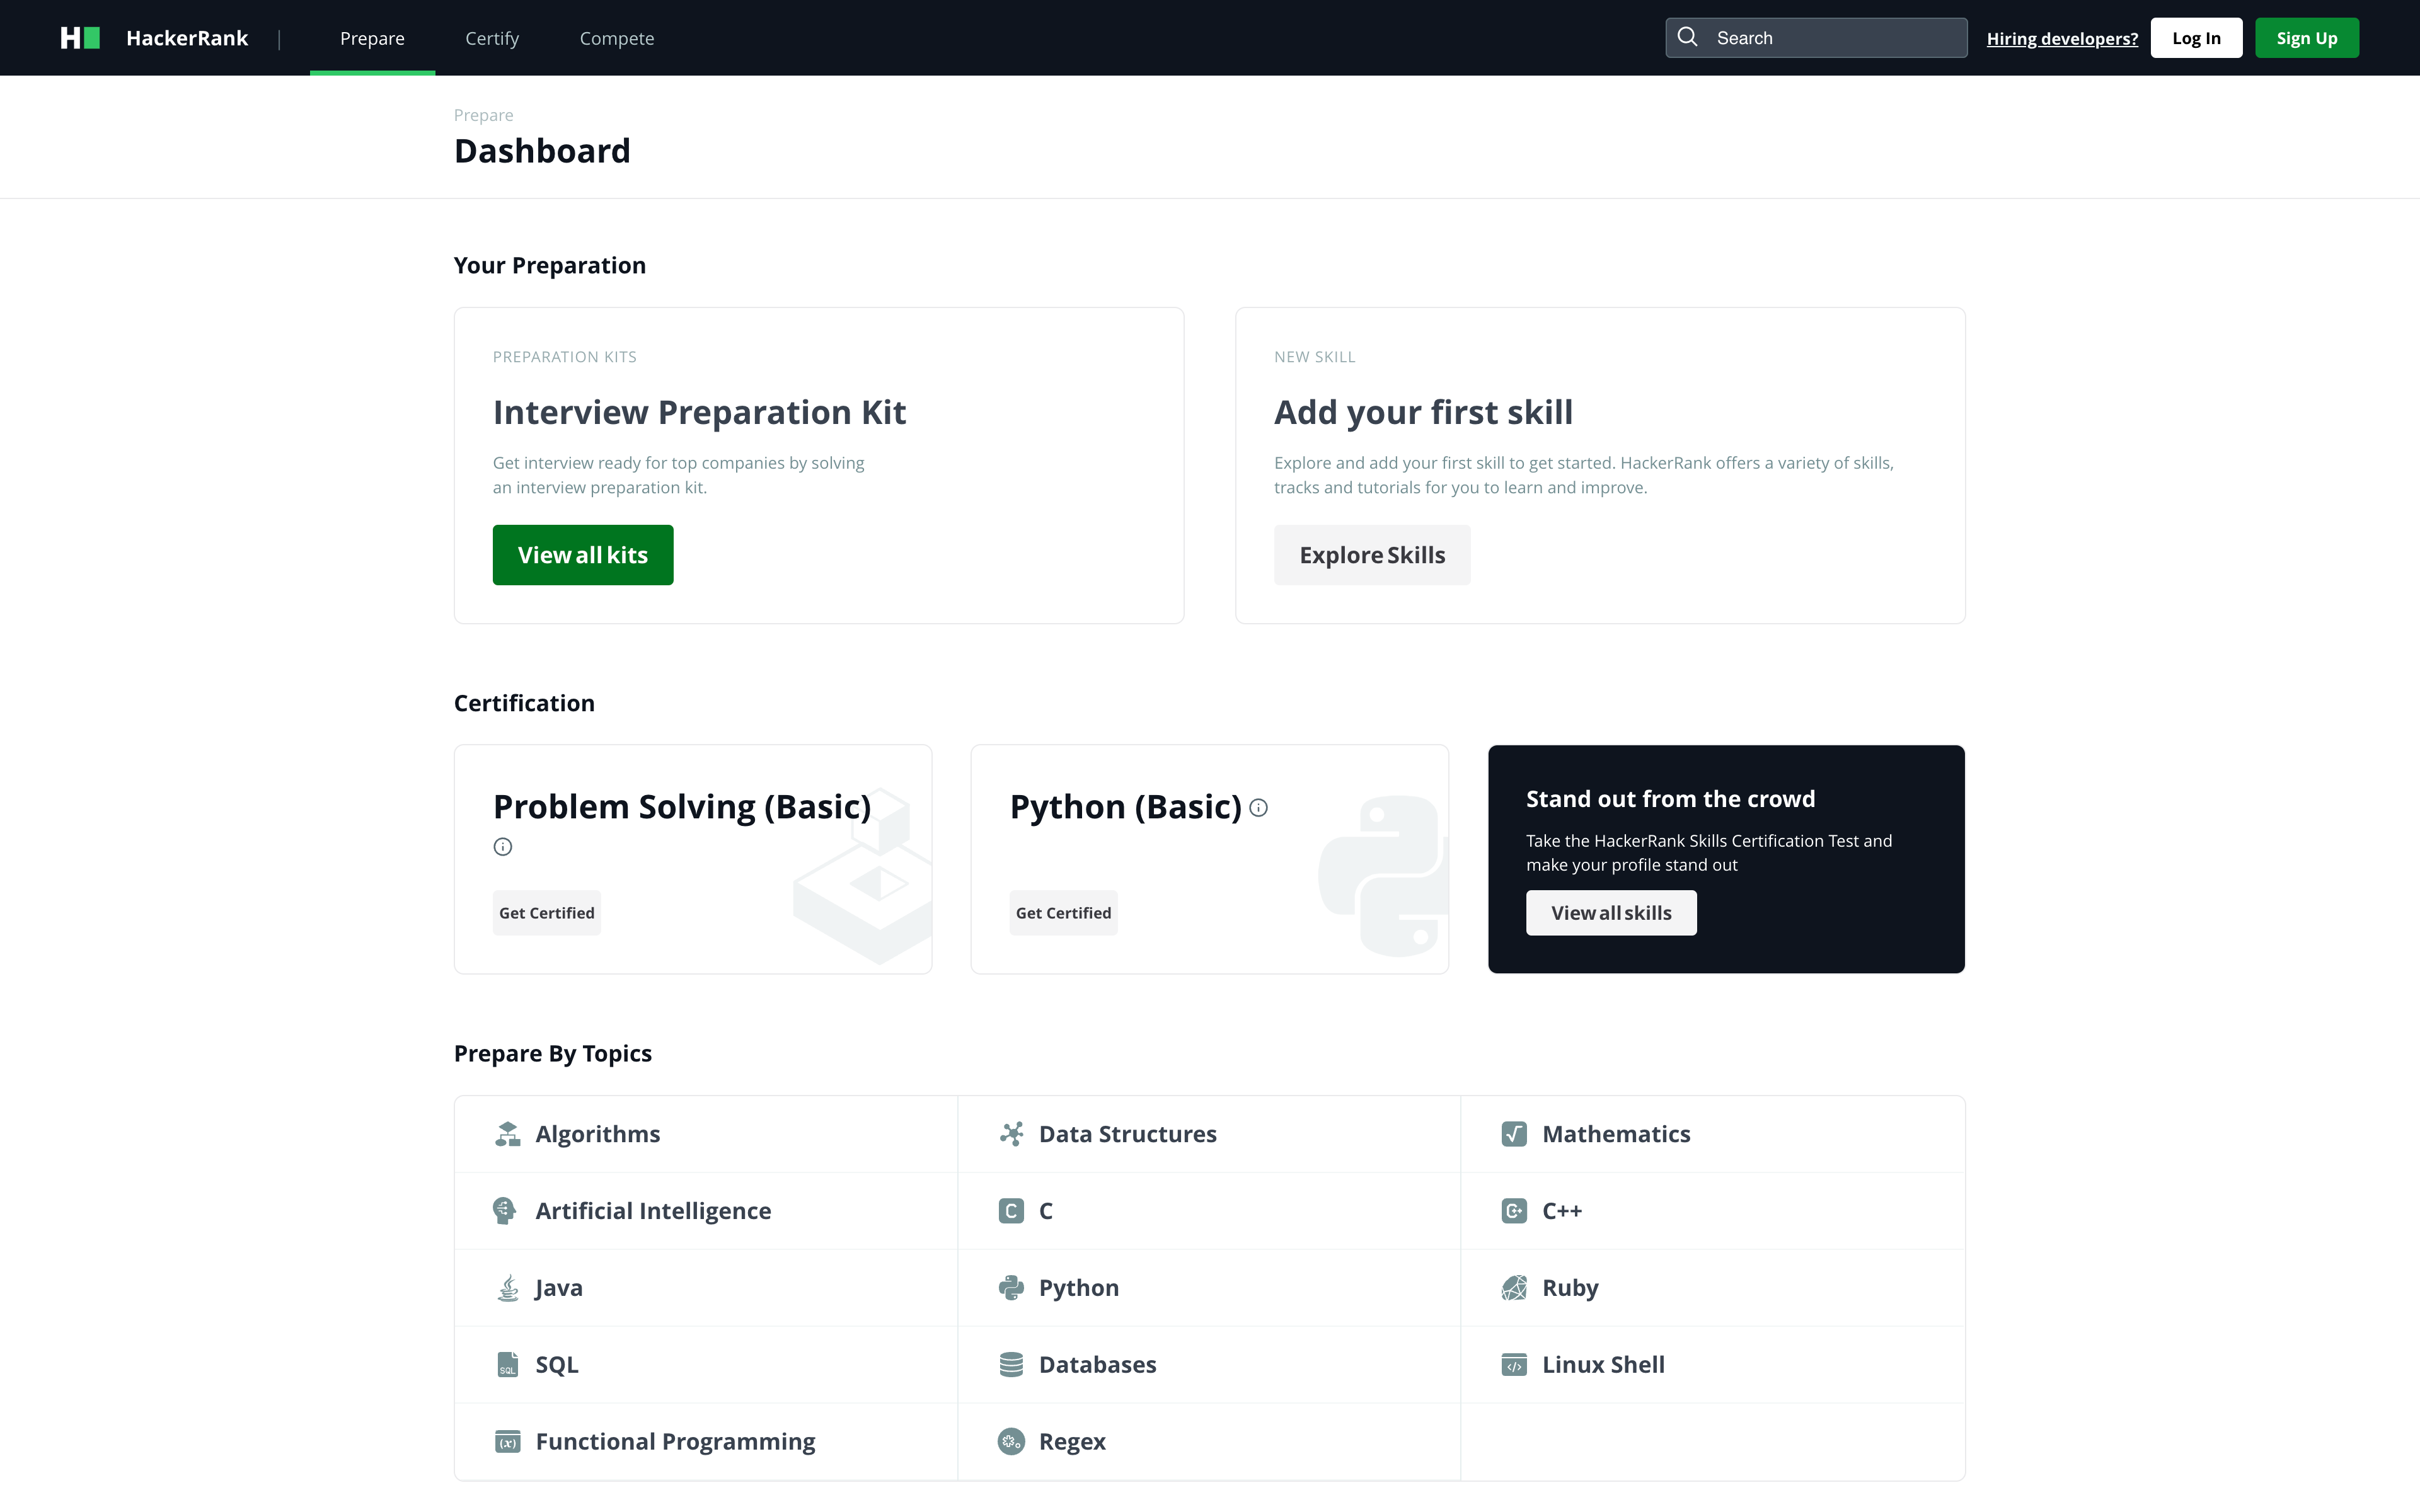 HackerRank | Prepare Certify Compete Search Hiring developers? Log In Sign Up
Prepare
Dashboard
Your Preparation
PREPARATION KITS
Interview Preparation Kit
Get interview ready for top companies by solving
an interview preparation kit.
View all kits
NEW SKILL
Add your first skill
Explore and add your first skill to get started. HackerRank offers a variety of skills,
tracks and tutorials for you to learn and improve.
Explore Skills
Certification
Problem Solving (Basic)
Get Certified
Python (Basic)
Get Certified
Stand out from the crowd
Take the HackerRank Skills Certification Test and
make your profile stand out
View all skills
Prepare By Topics
Algorithms
Data Structures
Mathematics
Artificial Intelligence
C
C++
Java
Python
Ruby
SQL
Databases
Linux Shell
Functional Programming
Regex